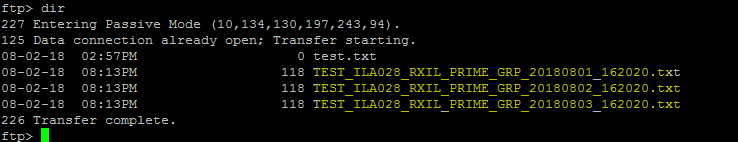 ftp> dir
227 Entering Passive Mode (10,134,130,197,243,94).
125 Data connection already open; Transfer starting.
08-02-18  02:57PM                    0 test.txt
08-02-18  08:13PM                  118 TEST_ILA028_RXIL_PRIME_GRP_20180801_162020.txt
08-02-18  08:13PM                  118 TEST_ILA028_RXIL_PRIME_GRP_20180802_162020.txt
08-02-18  08:13PM                  118 TEST_ILA028_RXIL_PRIME_GRP_20180803_162020.txt
226 Transfer complete.
ftp>